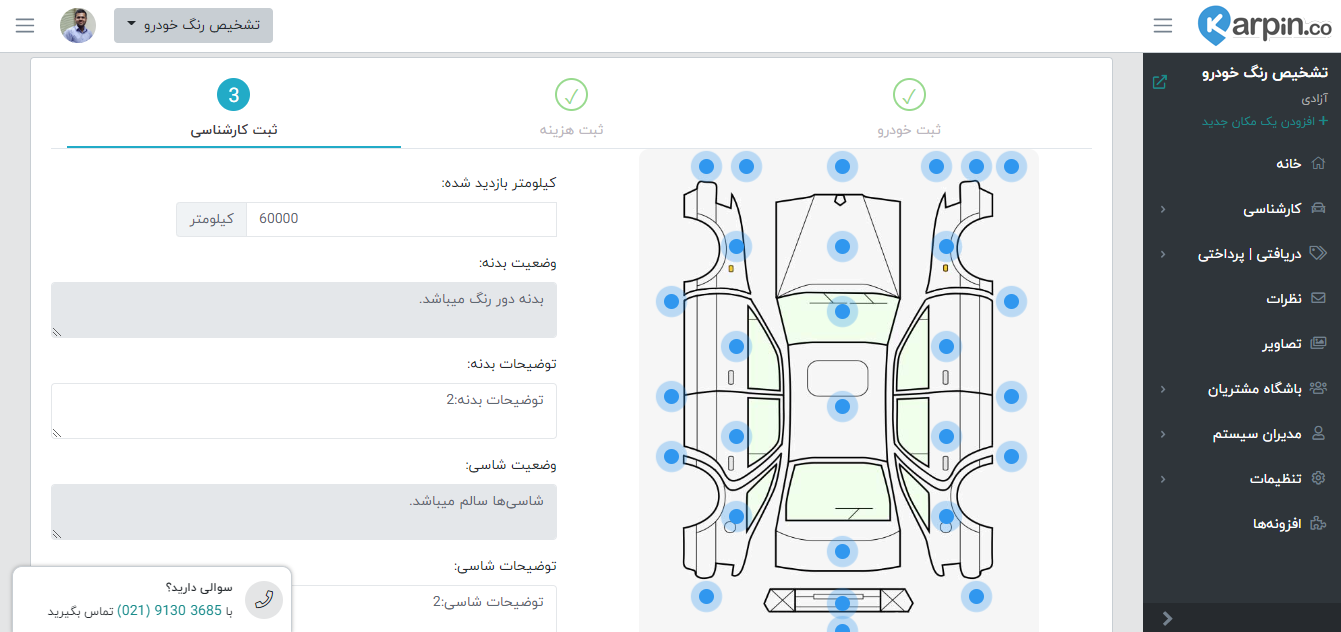 Karpin.co
تشخیص رنگ خودرو
تشخیص رنگ خودرو
آزادی
+ افزودن یک مکان جدید
خانه
کارشناسی
دریافتی | پرداختی
نظرات
تصاویر
باشگاه مشتریان
مدیران سیستم
تنظیمات
افزونه‌ها
ثبت خودرو
ثبت هزینه
3
ثبت کارشناسی
کیلومتر بازدید شده:
60000
کیلومتر
وضعیت بدنه:
بدنه دور رنگ میباشد.
توضیحات بدنه:
توضیحات بدنه:2
وضعیت شاسی:
شاسی‌ها سالم میباشد.
توضیحات شاسی:
توضیحات شاسی:2
سوالی دارید؟
با (021) 9130 3685 تماس بگیرید